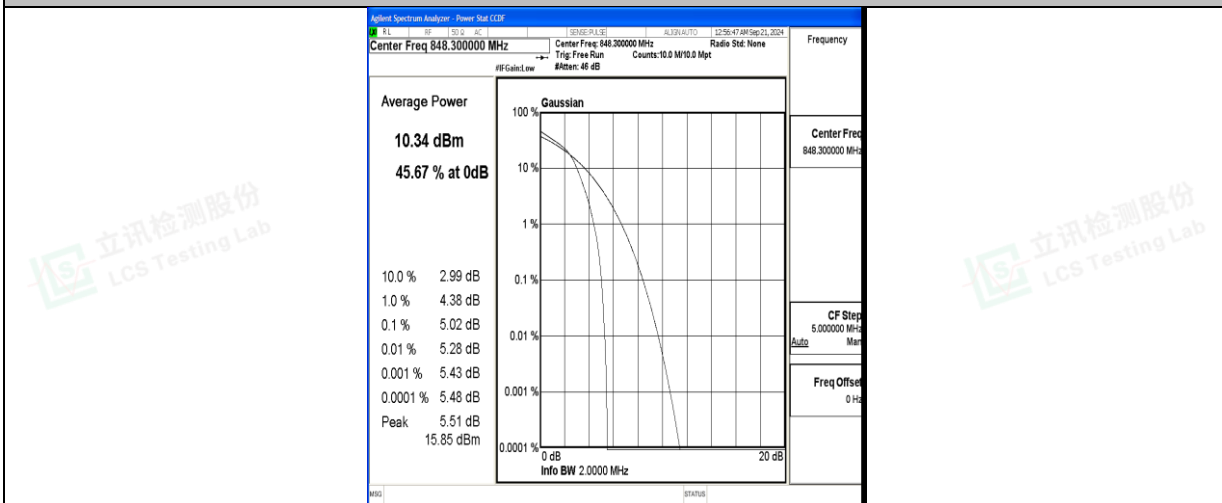 Agilent Spectrum Analyzer - Power Stat CCDF
RL RF 50 Ω AC SENSE:PULSE ALIGN AUTO 12:56:47 AM Sep 21, 2024
Center Freq 848.300000 MHz
Center Freq: 848.300000 MHz Radio Std: None
Trig: Free Run Counts:10.0 M/10.0 Mpt
#IFGain:Low #Atten: 46 dB
Frequency
Average Power
10.34 dBm
45.67 % at 0dB
10.0 % 2.99 dB
1.0 % 4.38 dB
0.1 % 5.02 dB
0.01 % 5.28 dB
0.001 % 5.43 dB
0.0001 % 5.48 dB
Peak 5.51 dB
15.85 dBm
Gaussian
100 %
10 %
1 %
0.1 %
0.01 %
0.001 %
0.0001 %
0 dB 20 dB
Info BW 2.0000 MHz
Center Freq
848.300000 MHz
CF Step
5.000000 MHz
Auto Man
Freq Offset
0 Hz
MSG STATUS
立讯检测股份
LCS Testing Lab
立讯检测股份
LCS Testing Lab